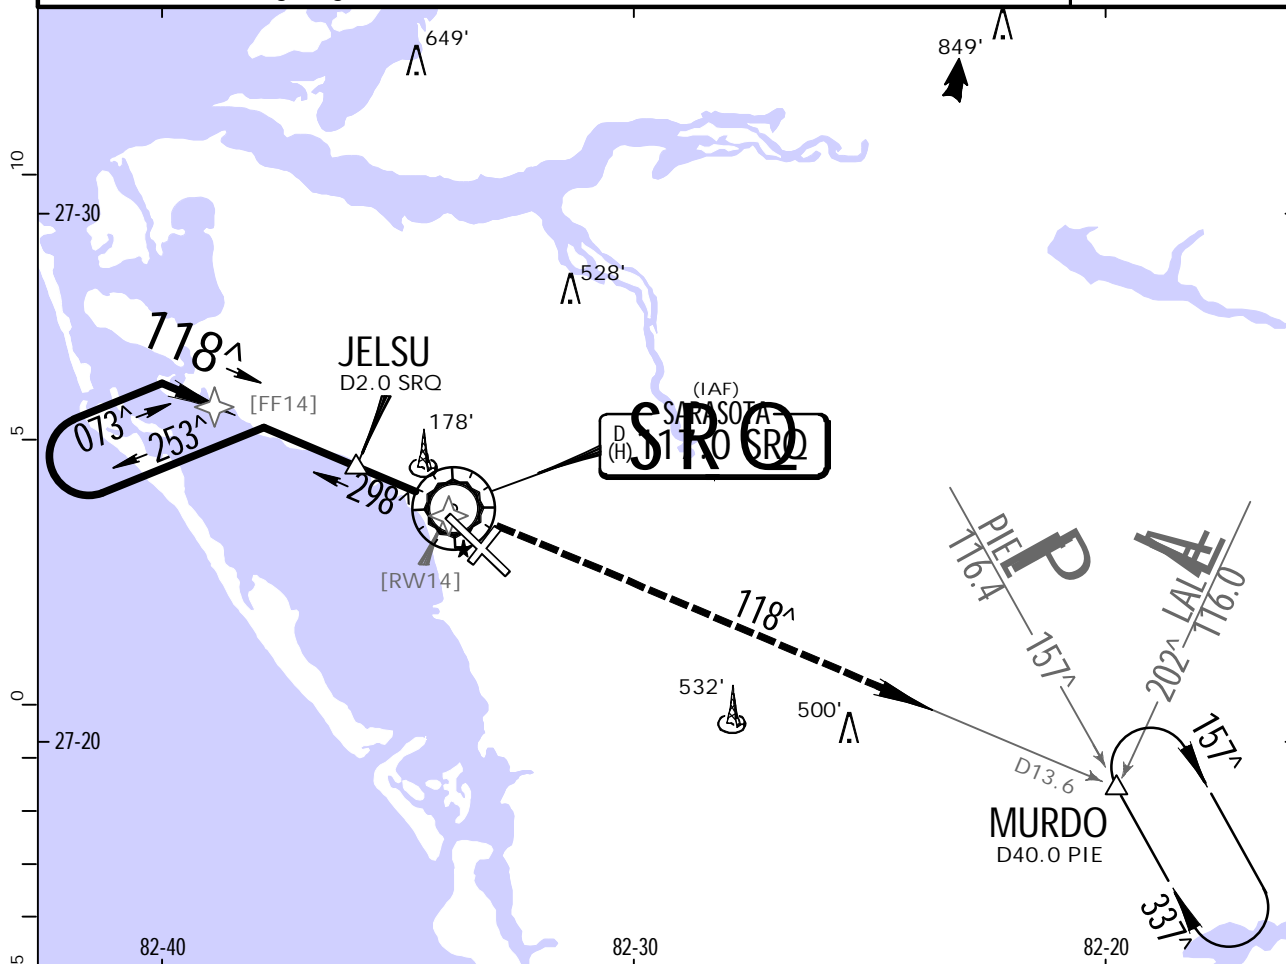 649'
849'
10
27-30
528'
118^
JELSU
D2.0 SRQ
[FF14]
(IAF)
SARASOTA
D
(H) 117.0 SRQ
S R Q
178'
5
073^
253^
298^
[RW14]
PIE
116.4
P
LAL
116.0
157^
202^
118^
532'
500'
0
27-20
D13.6
157^
MURDO
D40.0 PIE
337^
82-40
82-30
82-20
5